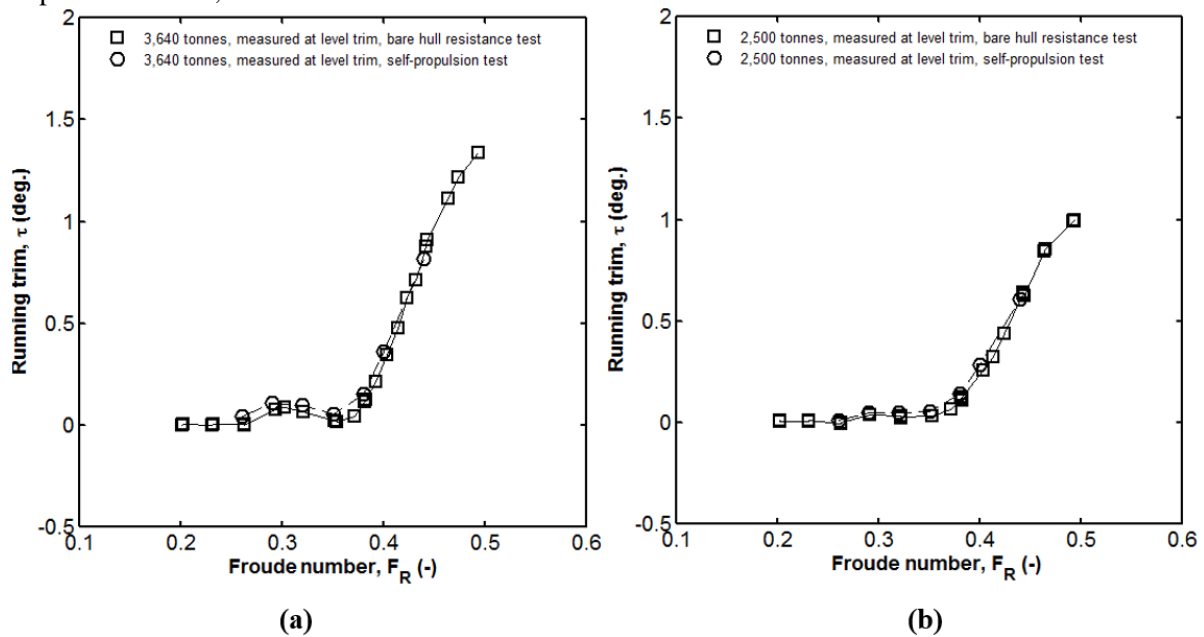 3,640 tonnes, measured at level trim, bare hull resistance test
3,640 tonnes, measured at level trim, self-propulsion test
2
1.5
1
0.5
0
-0.5
Running trim, τ (deg.)
0.1 0.2 0.3 0.4 0.5 0.6
Froude number, F_R (-)
(a)
2,500 tonnes, measured at level trim, bare hull resistance test
2,500 tonnes, measured at level trim, self-propulsion test
2
1.5
1
0.5
0
-0.5
Running trim, τ (deg.)
0.1 0.2 0.3 0.4 0.5 0.6
Froude number, F_R (-)
(b)